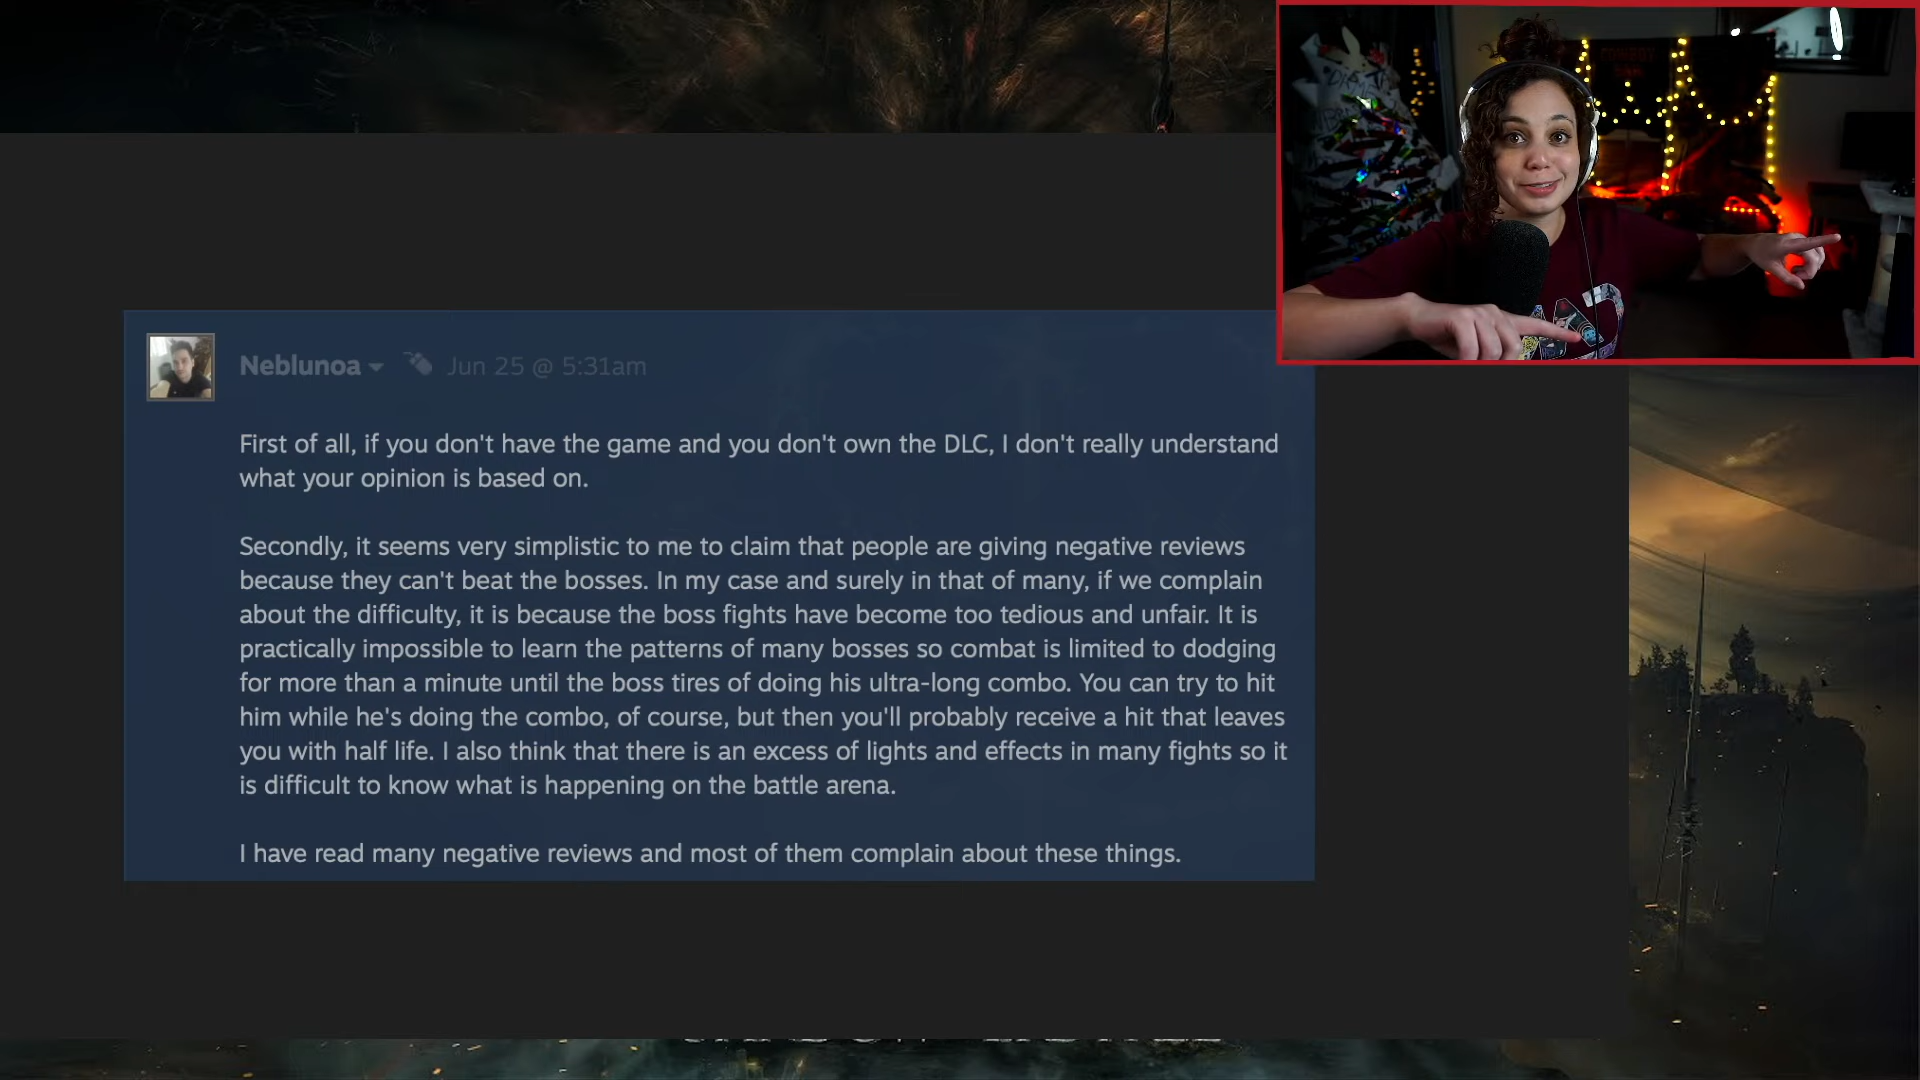 Neblunoa Jun 25 @ 5:31am
First of all, if you don't have the game and you don't own the DLC, I don't really understand
what your opinion is based on.
Secondly, it seems very simplistic to me to claim that people are giving negative reviews
because they can't beat the bosses. In my case and surely in that of many, if we complain
about the difficulty, it is because the boss fights have become too tedious and unfair. It is
practically impossible to learn the patterns of many bosses so combat is limited to dodging
for more than a minute until the boss tires of doing his ultra-long combo. You can try to hit
him while he's doing the combo, of course, but then you'll probably receive a hit that leaves
you with half life. I also think that there is an excess of lights and effects in many fights so it
is difficult to know what is happening on the battle arena.
I have read many negative reviews and most of them complain about these things.